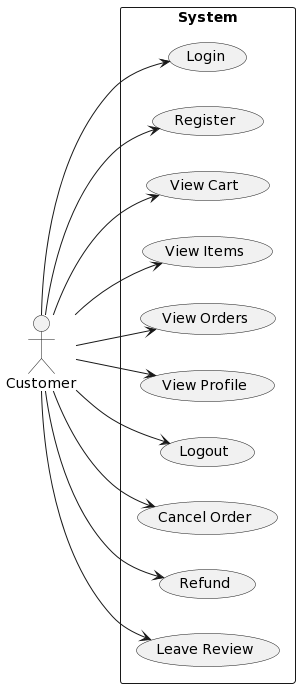 System
Login
Register
View Cart
View Items
View Orders
View Profile
Customer
Logout
Cancel Order
Refund
Leave Review